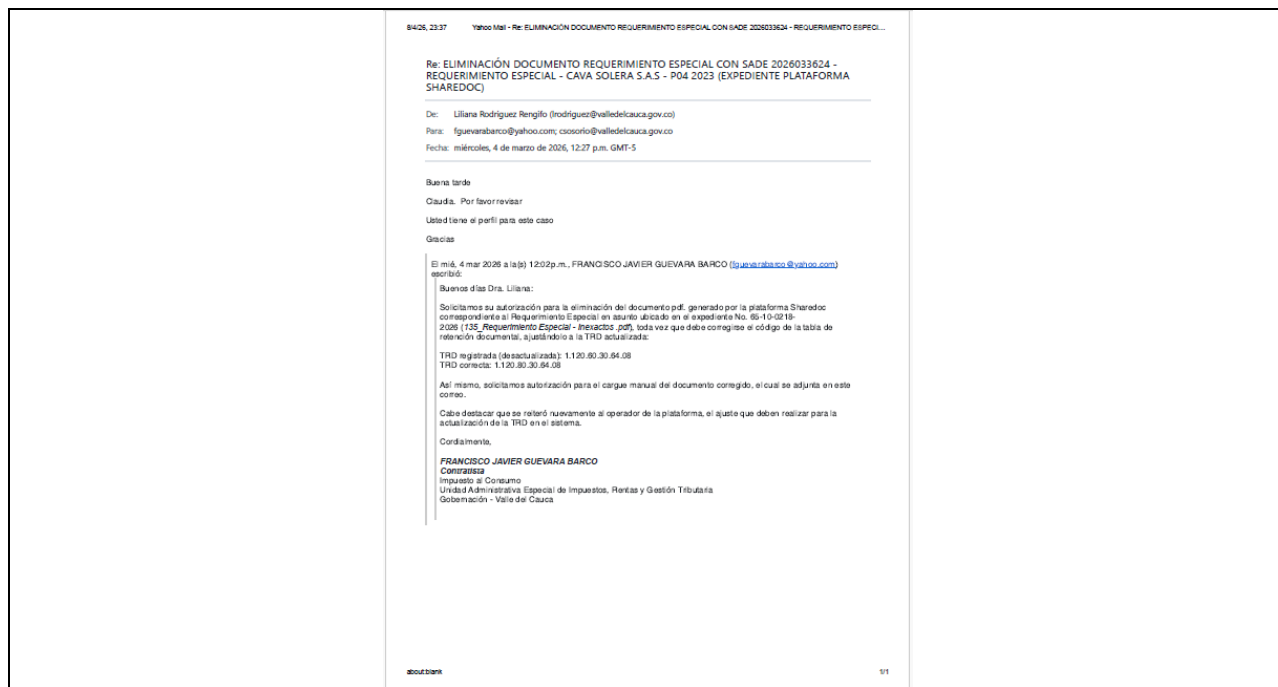 8/4/26, 23:37 Yahoo Mail - Re: ELIMINACIÓN DOCUMENTO REQUERIMIENTO ESPECIAL CON SADE 2026033624 - REQUERIMIENTO ESPECI...
Re: ELIMINACIÓN DOCUMENTO REQUERIMIENTO ESPECIAL CON SADE 2026033624 -
REQUERIMIENTO ESPECIAL - CAVA SOLERA S.A.S - P04 2023 (EXPEDIENTE PLATAFORMA
SHAREDOC)
De: Liliana Rodriguez Rengifo (lrodriguez@valledelcauca.gov.co)
Para: fguevarabarco@yahoo.com; csosorio@valledelcauca.gov.co
Fecha: miércoles, 4 de marzo de 2026, 12:27 p.m. GMT-5
Buena tarde
Claudia. Por favor revisar
Usted tiene el perfil para este caso
Gracias
El mié, 4 mar 2026 a la(s) 12:02p.m., FRANCISCO JAVIER GUEVARA BARCO (fguevarabarco@yahoo.com)
escribió:
Buenos días Dra. Liliana:
Solicitamos su autorización para la eliminación del documento pdf. generado por la plataforma Sharedoc
correspondiente al Requerimiento Especial en asunto ubicado en el expediente No. 65-10-0218-
2026 (135_Requerimiento Especial - Inexactos .pdf), toda vez que debe corregirse el código de la tabla de
retención documental, ajustándolo a la TRD actualizada:
TRD registrada (desactualizada): 1.120.60.30.64.08
TRD correcta: 1.120.80.30.64.08
Así mismo, solicitamos autorización para el cargue manual del documento corregido, el cual se adjunta en este
correo.
Cabe destacar que se reiteró nuevamente al operador de la plataforma, el ajuste que deben realizar para la
actualización de la TRD en el sistema.
Cordialmente,
FRANCISCO JAVIER GUEVARA BARCO
Contratista
Impuesto al Consumo
Unidad Administrativa Especial de Impuestos, Rentas y Gestión Tributaria
Gobernación - Valle del Cauca
about:blank 1/1